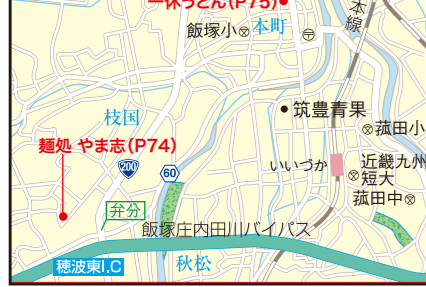 一休うどん(P75)
本町
飯塚小
本線
枝国
筑豊青果
菰田小
麺処 やま志(P74)
200
60
いいづか
近畿九州
短大
菰田中
弁分
飯塚庄内田川バイパス
穂波東I.C
秋松